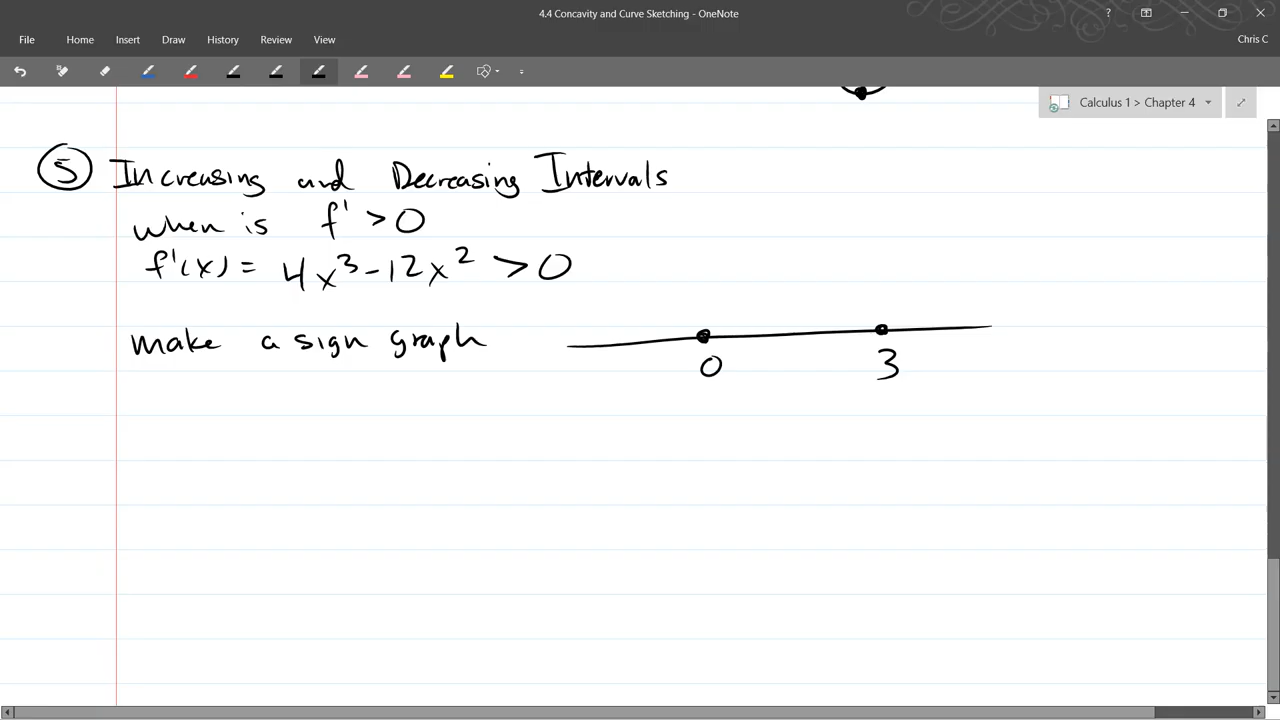 4.4 Concavity and Curve Sketching - OneNote
?
File Home Insert Draw History Review View
Chris C
Calculus 1 > Chapter 4
5 Increasing and Decreasing Intervals
when is f' > 0
f'(x) = 4x³ - 12x² > 0
make a sign graph
0 3